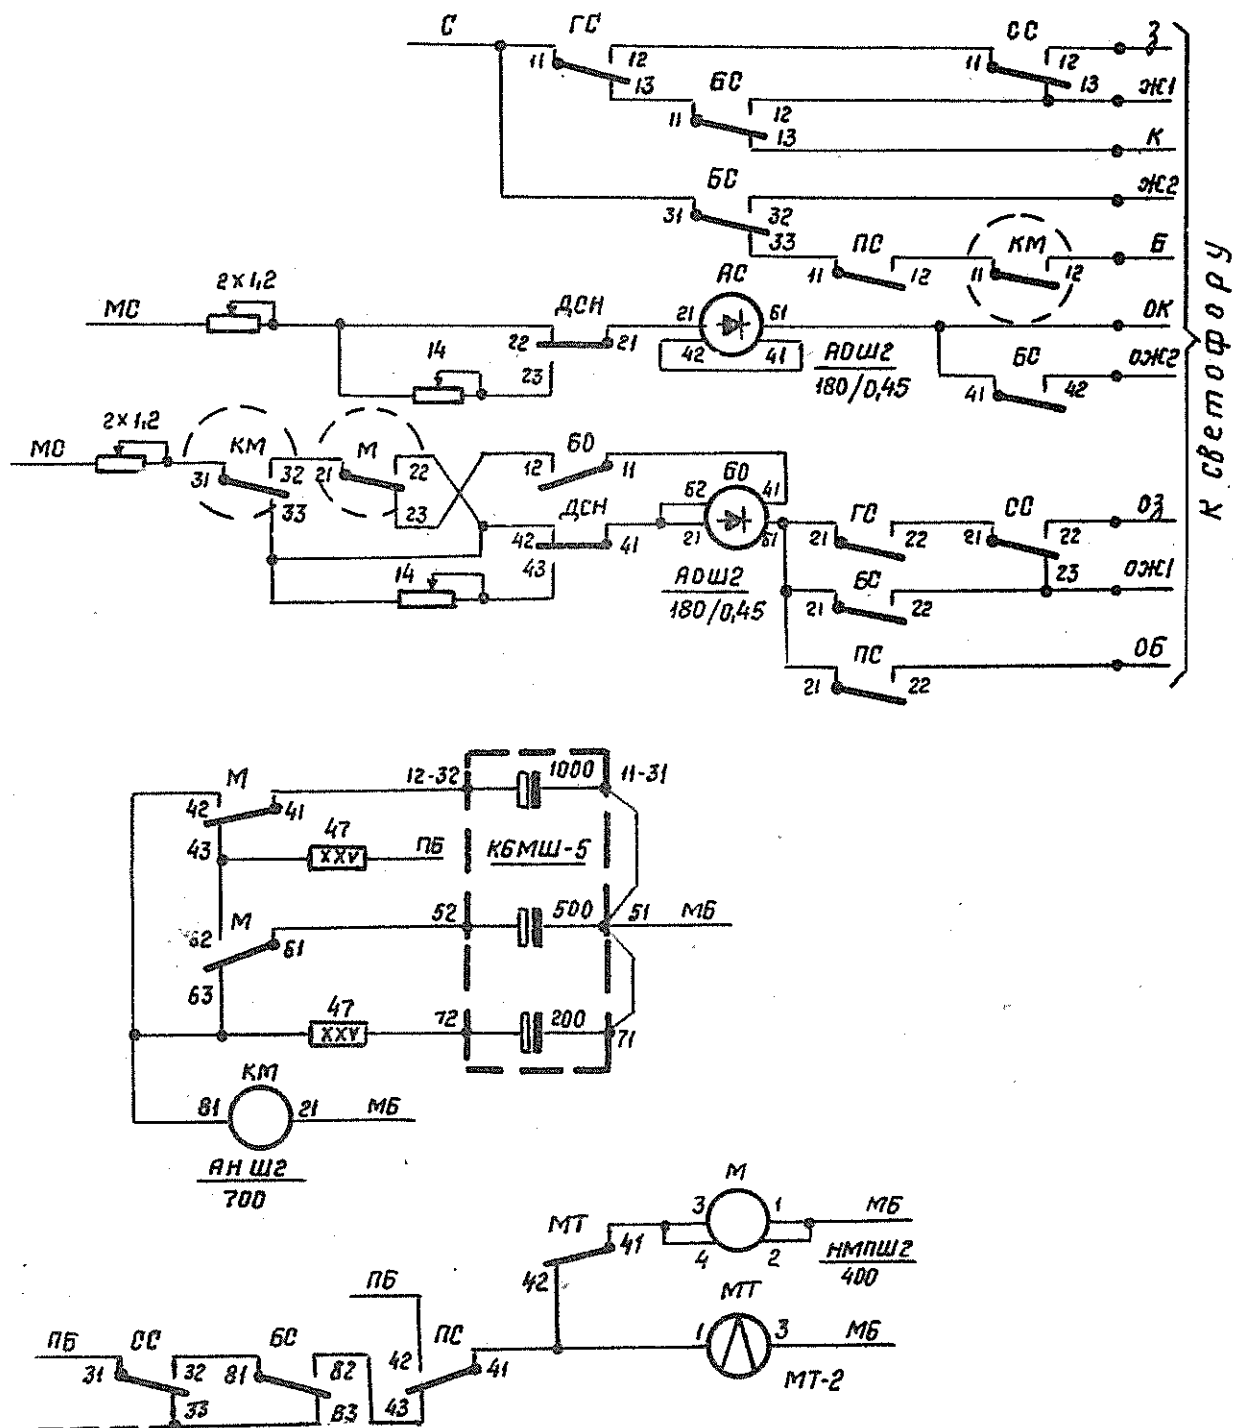 С ГС СС З
11 12 13 11 12 13
БС Ж1
11 12 13 К
БС Ж2
31 32 33
ПС КМ Б
11 12 11 12
МС 2×1,2 ДСН АС ОК
22 21 21 61
14 23 42 41
АОШ2
180/0,45
БС ОЖ2
41 42
МС 2×1,2 КМ М БО
31 32 21 22 12 11
33 23
БО
62 41
21 61
ДСН
42 41
43
14
АОШ2
180/0,45
ГС СС ОЗ
21 22 21 22
23 ОЖ1
БС
21 22
ПС ОБ
21 22
К светофору
М 12-32 1000 11-31
42 41
43 47 ПБ КБМШ-5
XXV
М 52 500 51 МБ
62 61
63 47 72 200 71
XXV
КМ
81 21 МБ
АНШ2
700
М
3 1 МБ
4 2
НМПШ2
400
МТ
41
42
МТ
1 3 МБ
МТ-2
ПБ
ПБ СС БС ПС
31 32 81 82 42 41
33 83 43